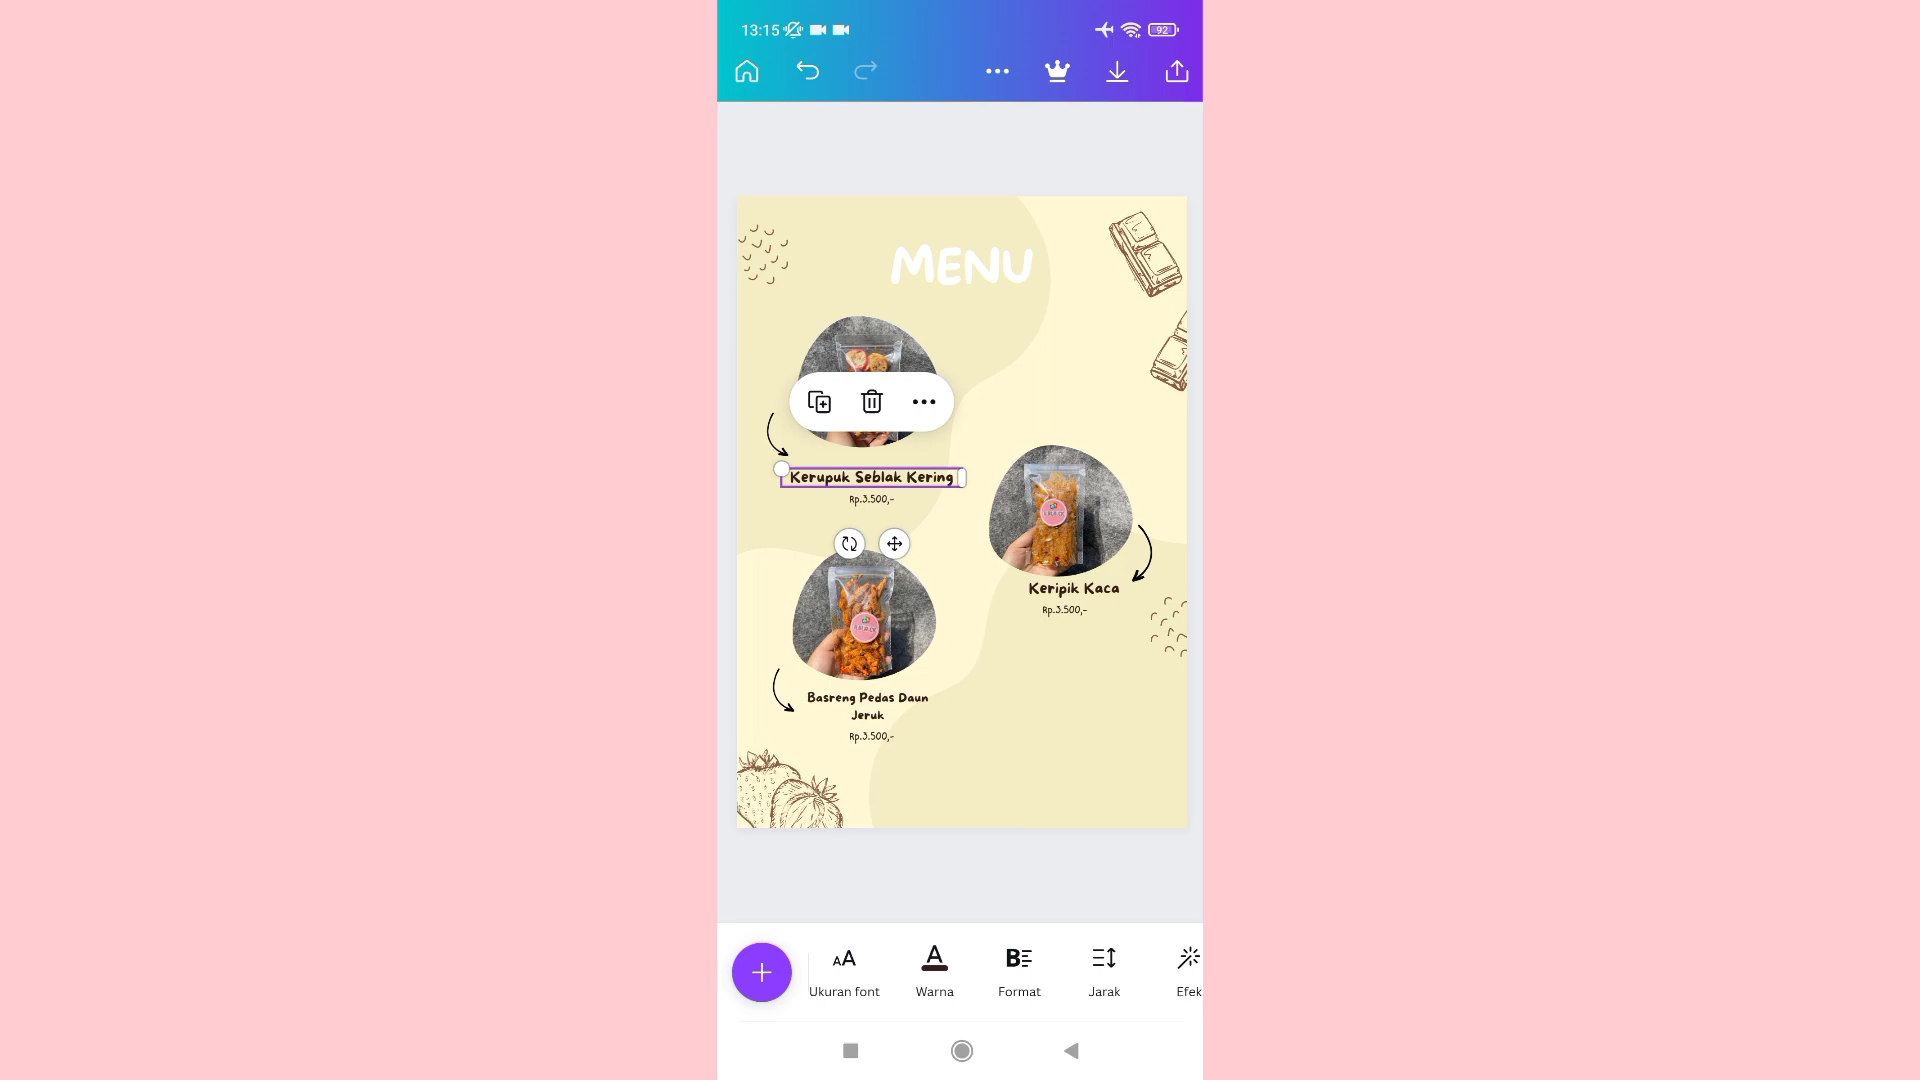 13:15
92
MENU
Kerupuk Seblak Kering
Rp.3.500,-
Keripik Kaca
Rp.3.500,-
Basreng Pedas Daun
Jeruk
Rp.3.500,-
Ukuran font
Warna
Format
Jarak
Efek